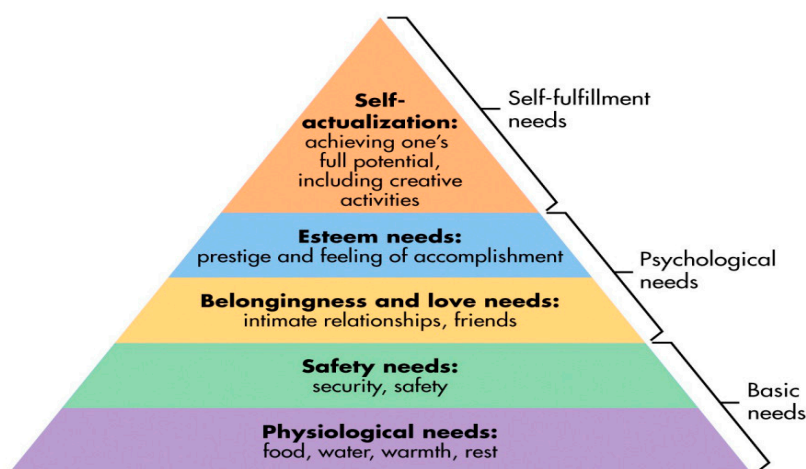 Self-
actualization:
achieving one's
full potential,
including creative
activities
Self-fulfillment
needs
Esteem needs:
prestige and feeling of accomplishment
Belongingness and love needs:
intimate relationships, friends
Psychological
needs
Safety needs:
security, safety
Physiological needs:
food, water, warmth, rest
Basic
needs